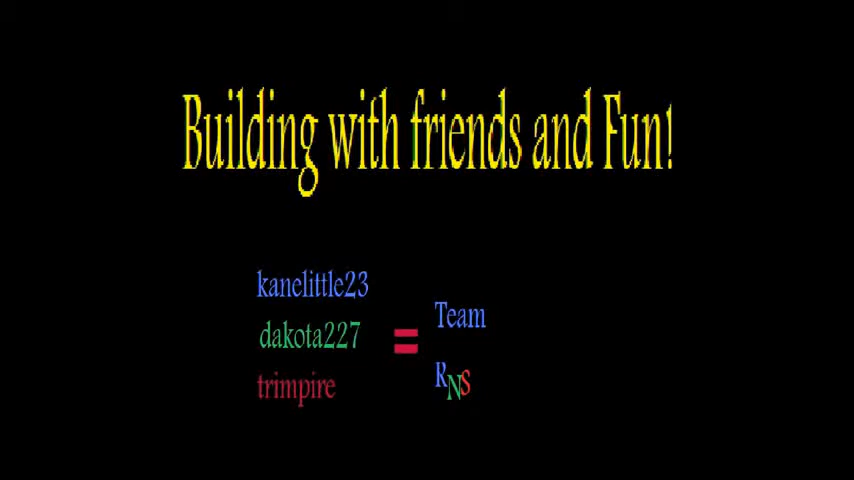 Building with friends and Fun!
kanelittle23
dakota227
trimpire
=
Team
RNS